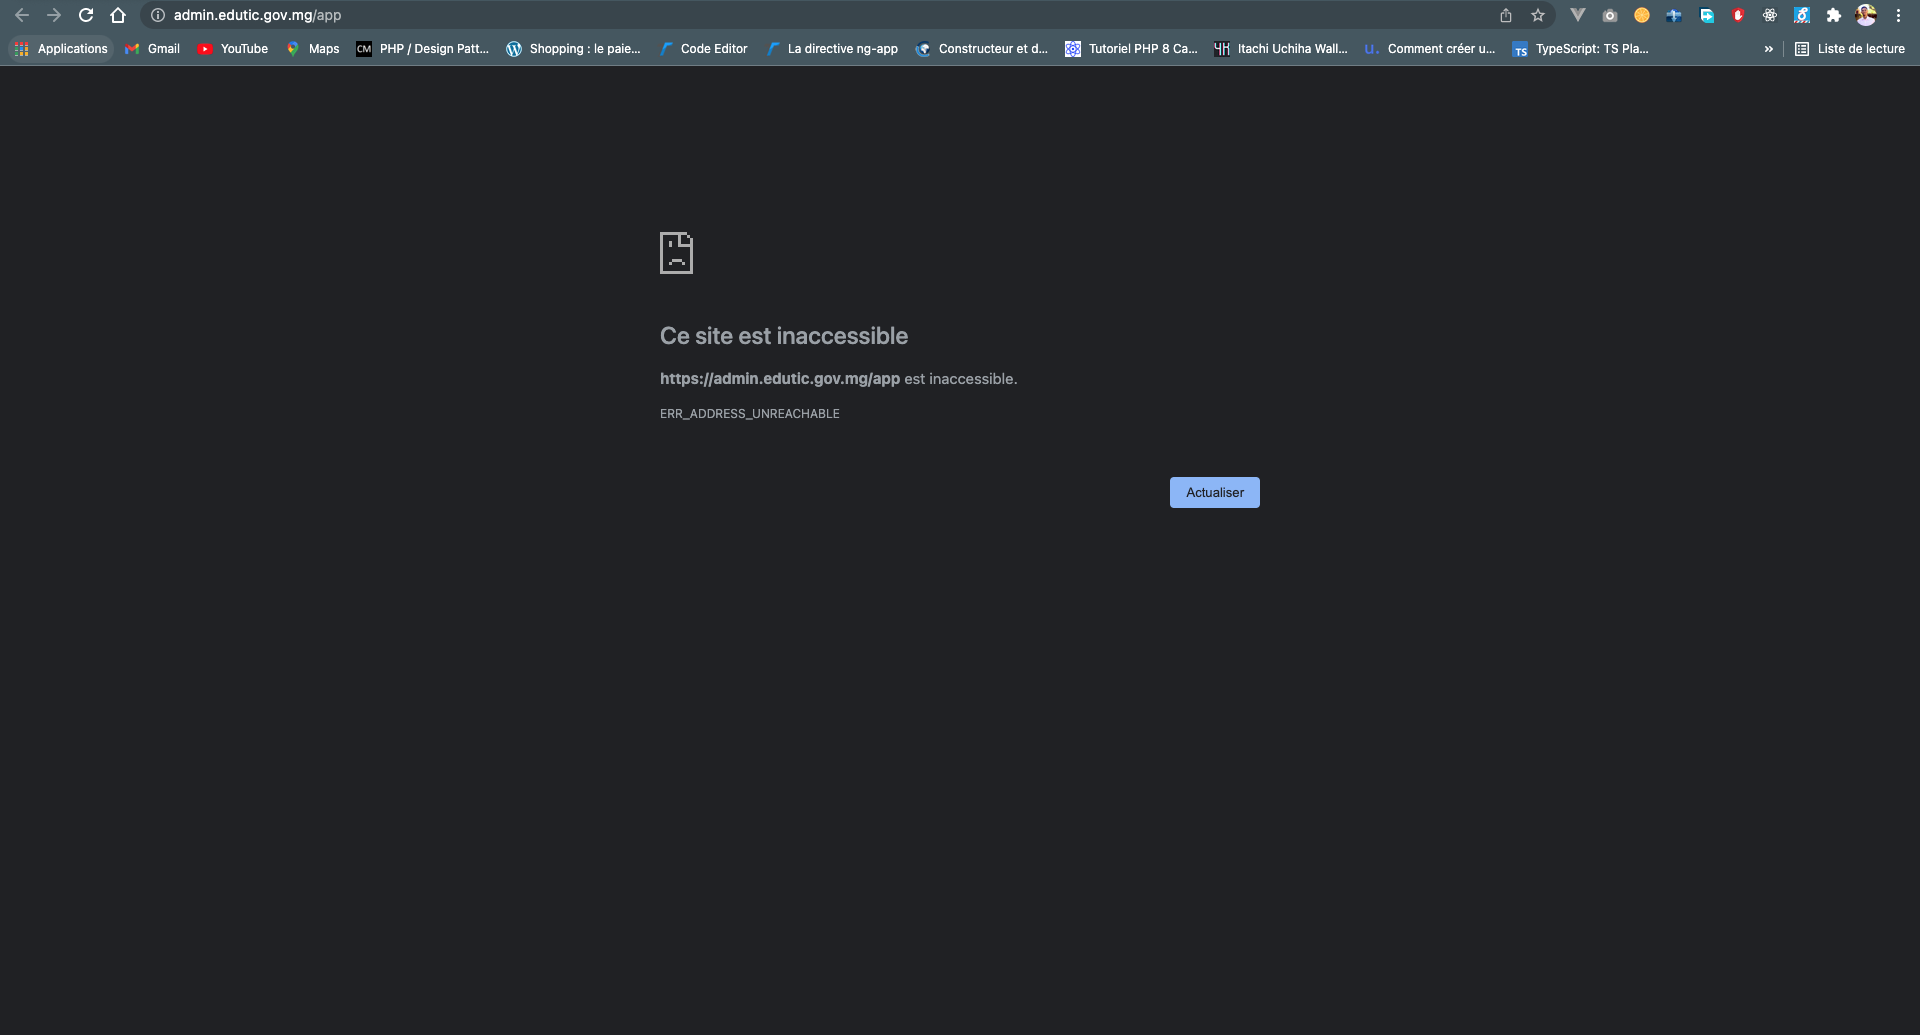 admin.edutic.gov.mg/app
Applications Gmail YouTube Maps CM PHP / Design Patt... Shopping : le paie... Code Editor La directive ng-app Constructeur et d... Tutoriel PHP 8 Ca... Itachi Uchiha Wall... u. Comment créer u... TS TypeScript: TS Pla... » Liste de lecture
Ce site est inaccessible
https://admin.edutic.gov.mg/app est inaccessible.
ERR_ADDRESS_UNREACHABLE
Actualiser